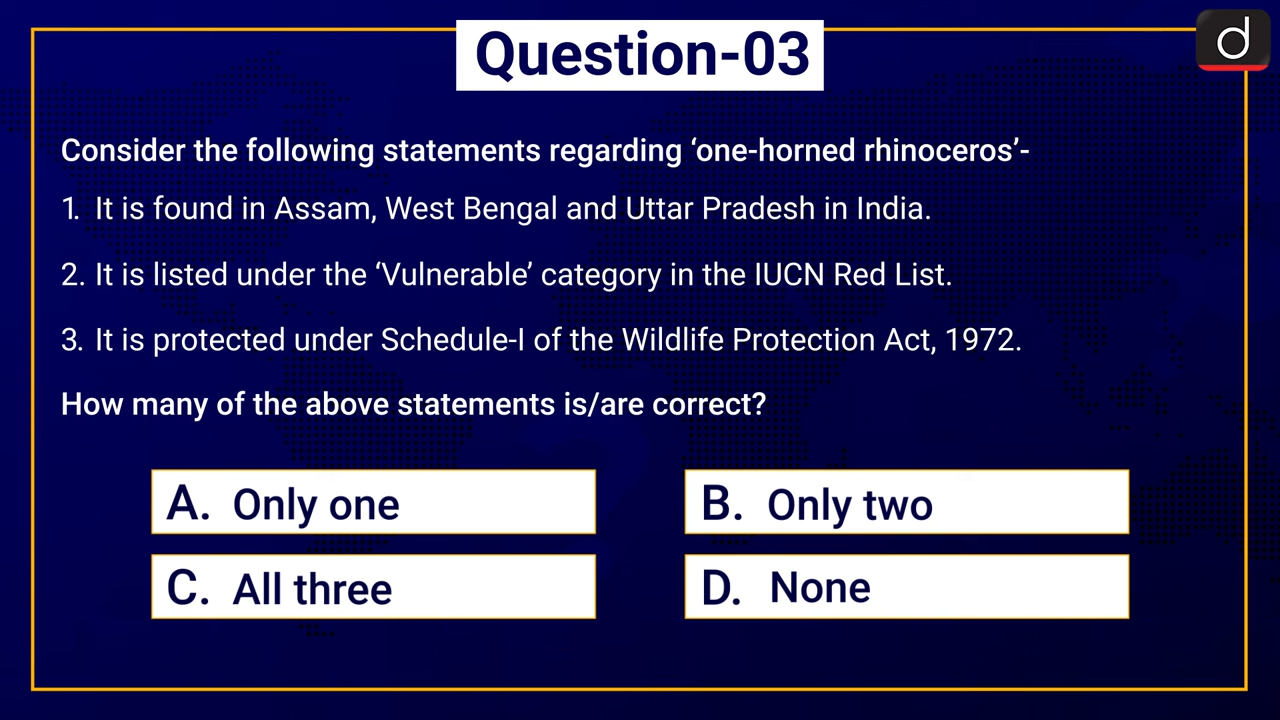 Question-03
d
Consider the following statements regarding ‘one-horned rhinoceros’-
1. It is found in Assam, West Bengal and Uttar Pradesh in India.
2. It is listed under the ‘Vulnerable’ category in the IUCN Red List.
3. It is protected under Schedule-I of the Wildlife Protection Act, 1972.
How many of the above statements is/are correct?
A. Only one
B. Only two
C. All three
D. None